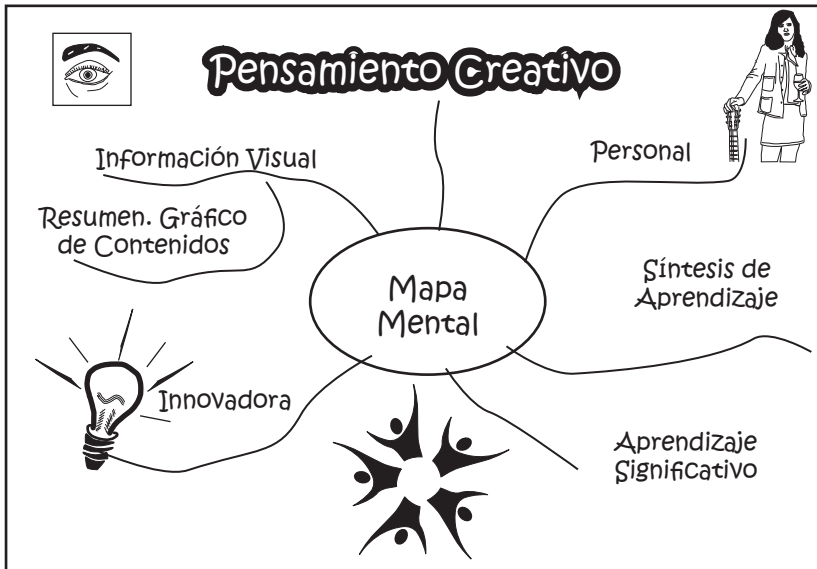 Pensamiento Creativo
Información Visual
Personal
Resumen. Gráfico
de Contenidos
Mapa
Mental
Síntesis de
Aprendizaje
Innovadora
Aprendizaje
Significativo